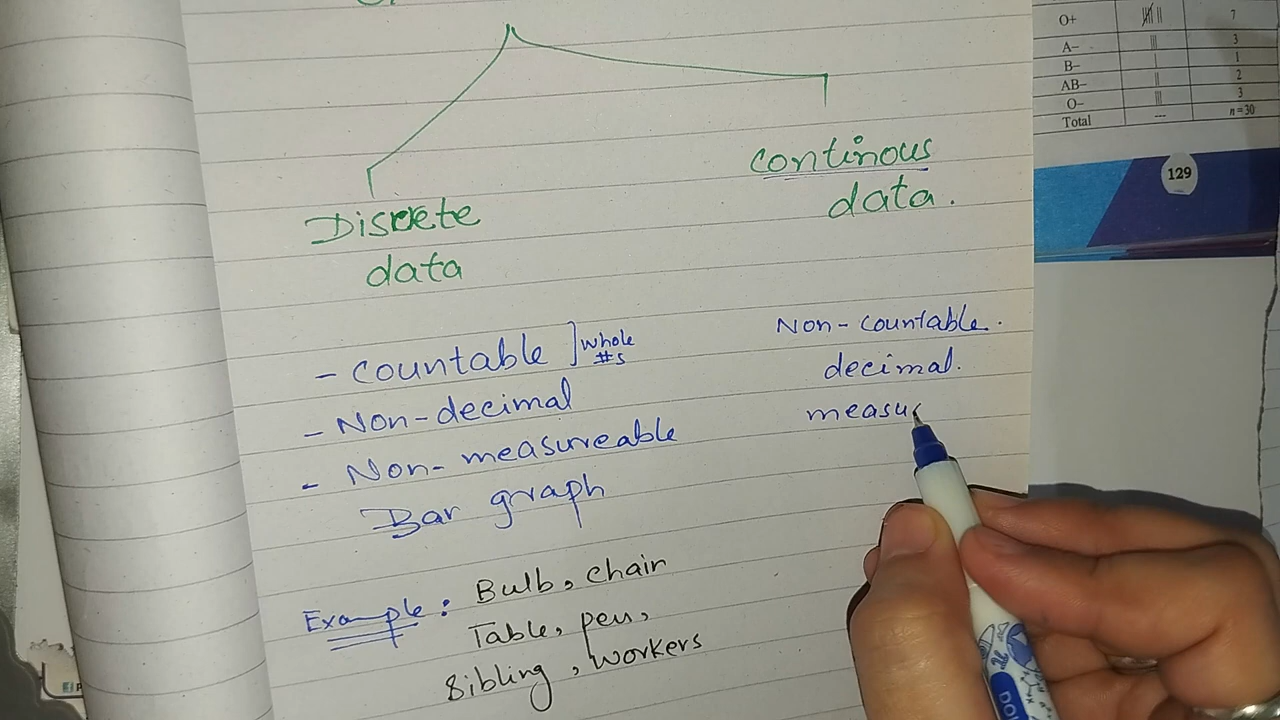 Discrete
data
- countable ] whole
#s
- Non-decimal
- Non-measureable
Bar graph
Example : Bulb, chair
Table, pen,
Sibling, workers
continous
data.
Non-countable.
decimal.
measu
O+ 7
A- 3
B- 1
AB- 2
O- 3
Total --- n=30
129
DOL